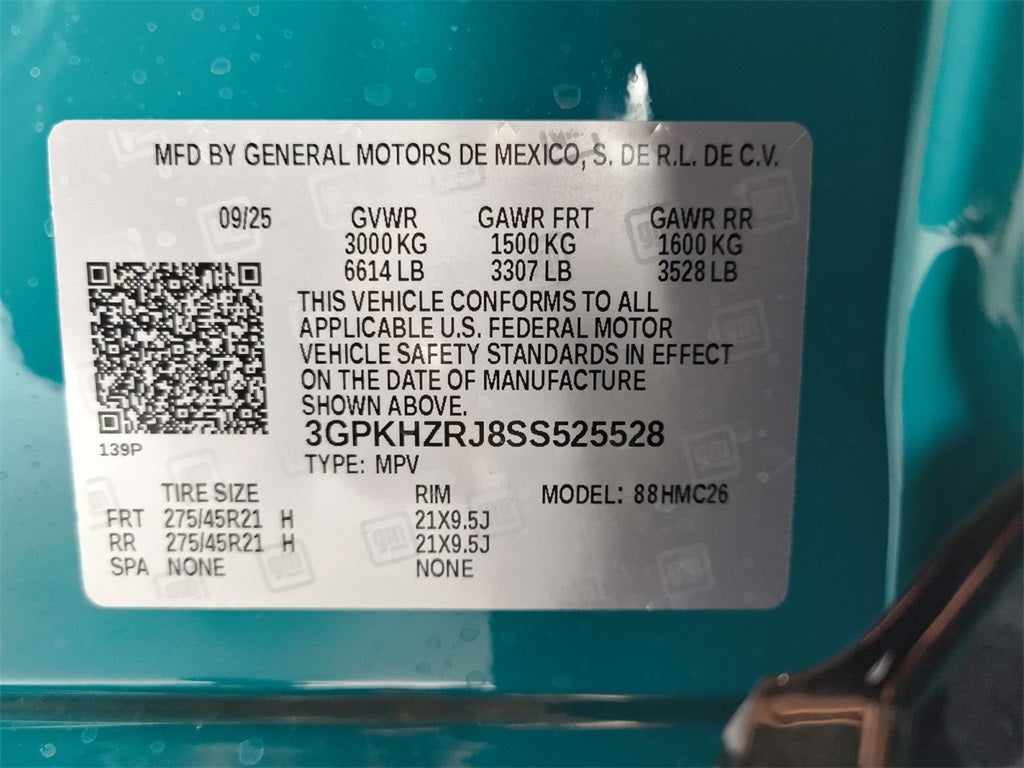 MFD BY GENERAL MOTORS DE MEXICO, S. DE R.L. DE C.V.
09/25 GVWR GAWR FRT GAWR RR
3000 KG 1500 KG 1600 KG
6614 LB 3307 LB 3528 LB
THIS VEHICLE CONFORMS TO ALL
APPLICABLE U.S. FEDERAL MOTOR
VEHICLE SAFETY STANDARDS IN EFFECT
ON THE DATE OF MANUFACTURE
SHOWN ABOVE.
3GPKHZRJ8SS525528
139P
TYPE: MPV
TIRE SIZE RIM MODEL: 88HMC26
FRT 275/45R21 H 21X9.5J
RR 275/45R21 H 21X9.5J
SPA NONE NONE